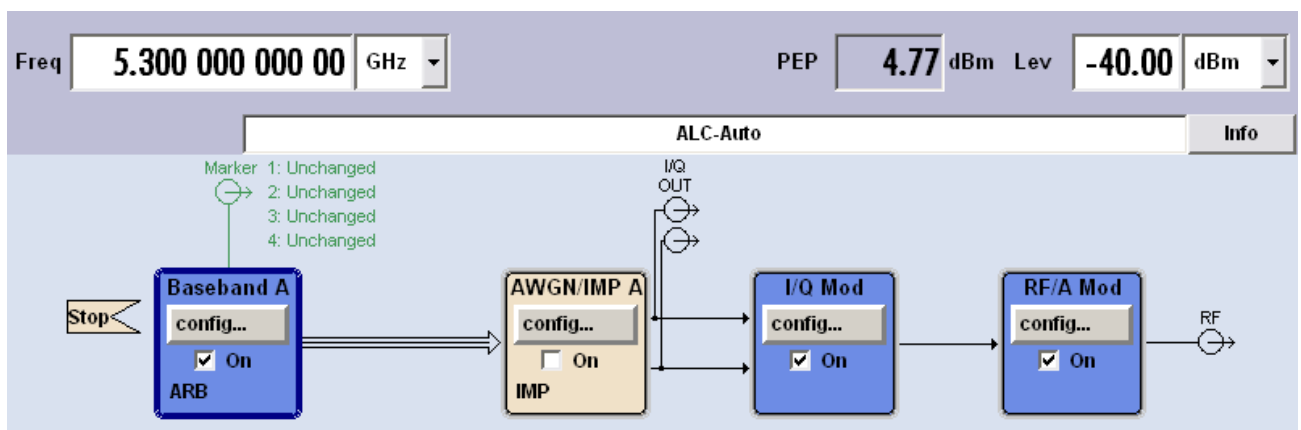 Freq 5.300 000 000 00 GHz PEP 4.77 dBm Lev -40.00 dBm
ALC-Auto Info
Marker 1: Unchanged
2: Unchanged
3: Unchanged
4: Unchanged
I/Q
OUT
Stop
Baseband A
config...
On
ARB
AWGN/IMP A
config...
On
IMP
I/Q Mod
config...
On
RF/A Mod
config...
On
RF